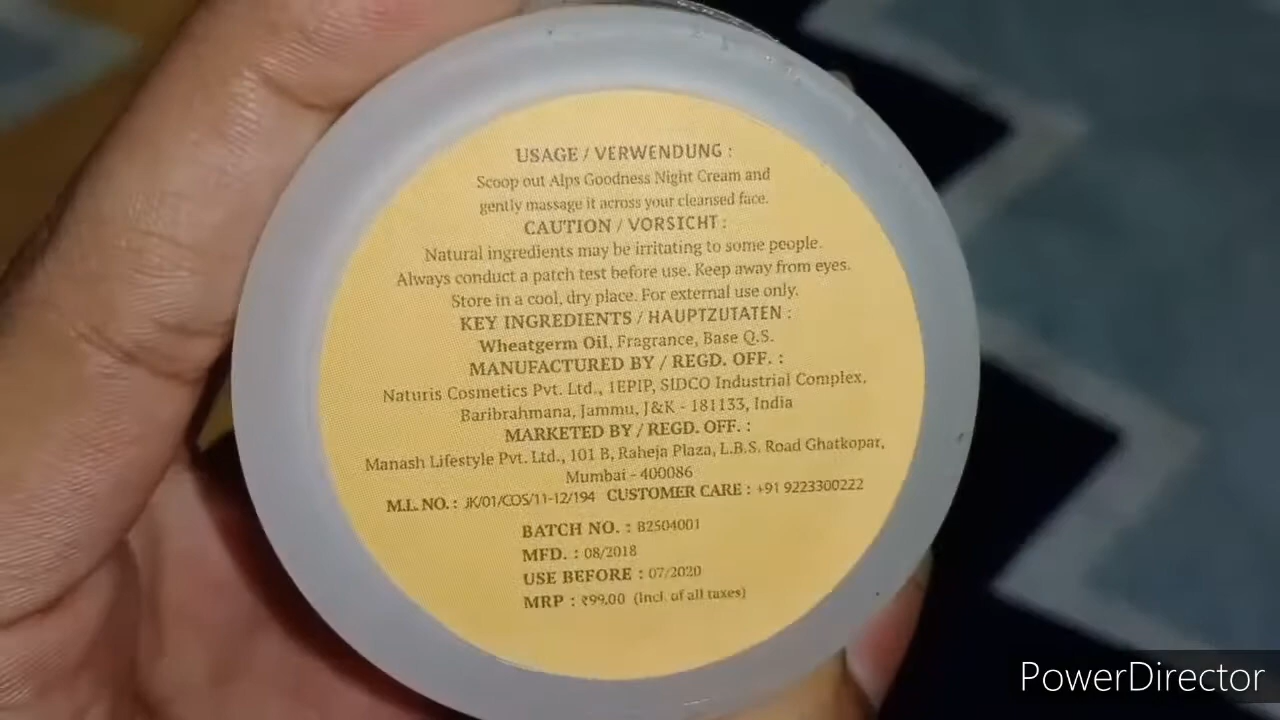 USAGE / VERWENDUNG :
Scoop out Alps Goodness Night Cream and
gently massage it across your cleansed face.
CAUTION / VORSICHT :
Natural ingredients may be irritating to some people.
Always conduct a patch test before use. Keep away from eyes.
Store in a cool, dry place. For external use only.
KEY INGREDIENTS / HAUPTZUTATEN :
Wheatgerm Oil, Fragrance, Base Q.S.
MANUFACTURED BY / REGD. OFF. :
Naturis Cosmetics Pvt. Ltd., 1EPIP, SIDCO Industrial Complex,
Baribrahmana, Jammu, J&K - 181133, India
MARKETED BY / REGD. OFF. :
Manash Lifestyle Pvt. Ltd., 101 B, Raheja Plaza, L.B.S. Road Ghatkopar,
Mumbai - 400086
M.L. NO. : JK/01/COS/11-12/194 CUSTOMER CARE : +91 9223300222
BATCH NO. : B2504001
MFD. : 08/2018
USE BEFORE : 07/2020
MRP : ₹99.00 (Incl. of all taxes)
PowerDirector